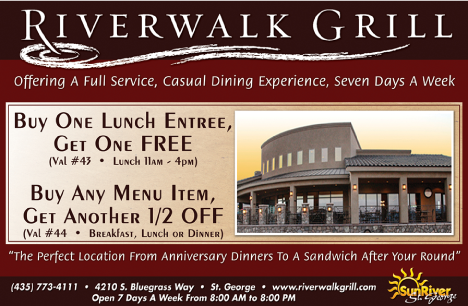 RIVERWALK GRILL
Offering A Full Service, Casual Dining Experience, Seven Days A Week
BUY ONE LUNCH ENTREE,
GET ONE FREE
(VAL #43 • LUNCH 11AM - 4PM)
BUY ANY MENU ITEM,
GET ANOTHER 1/2 OFF
(VAL #44 • BREAKFAST, LUNCH OR DINNER)
"The Perfect Location From Anniversary Dinners To A Sandwich After Your Round"
(435) 773-4111 • 4210 S. Bluegrass Way • St. George • www.riverwalkgrill.com
Open 7 Days A Week From 8:00 AM to 8:00 PM
SunRiver
St. George